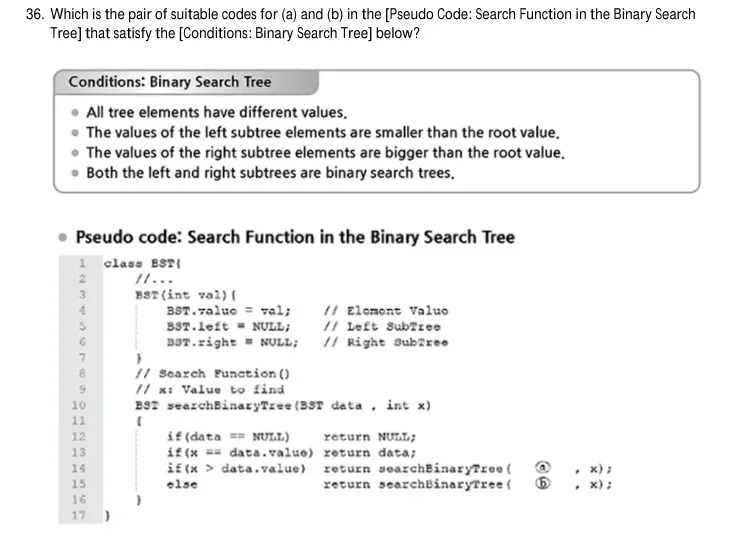 36. Which is the pair of suitable codes for (a) and (b) in the [Pseudo Code: Search Function in the Binary Search
Tree] that satisfy the [Conditions: Binary Search Tree] below?
Conditions: Binary Search Tree
• All tree elements have different values.
• The values of the left subtree elements are smaller than the root value.
• The values of the right subtree elements are bigger than the root value.
• Both the left and right subtrees are binary search trees.
• Pseudo code: Search Function in the Binary Search Tree
1 class BST{
2 //...
3 BST(int val){
4 BST.value = val; // Element Value
5 BST.left = NULL; // Left SubTree
6 BST.right = NULL; // Right SubTree
7 }
8 // Search Function()
9 // x: Value to find
10 BST searchBinaryTree(BST data , int x)
11 {
12 if(data == NULL) return NULL;
13 if(x == data.value) return data;
14 if(x > data.value) return searchBinaryTree( ⓐ , x);
15 else return searchBinaryTree( ⓑ , x);
16 }
17 }